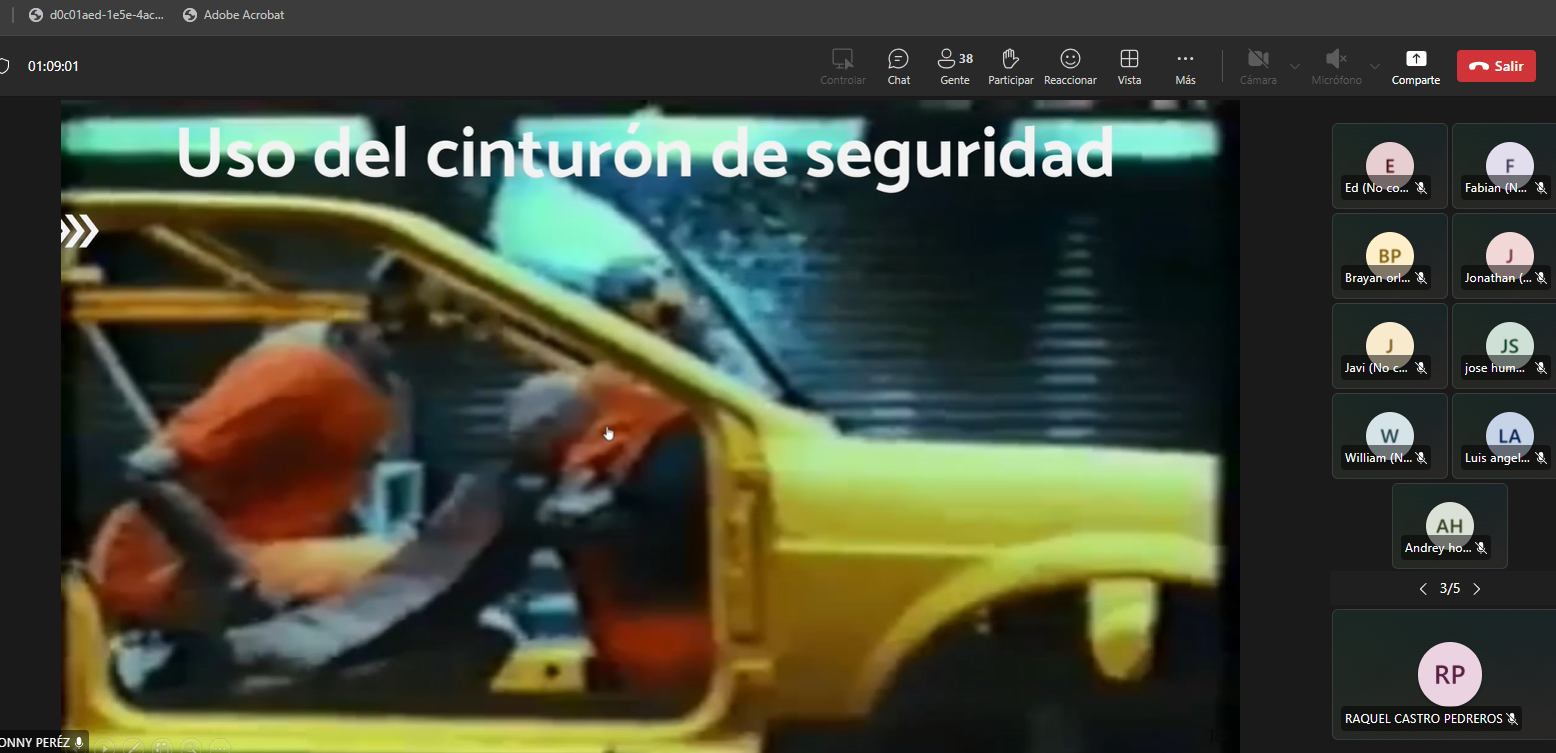 d0c01aed-1e5e-4ac...
Adobe Acrobat
01:09:01
Controlar
Chat
38
Gente
Participar
Reaccionar
Vista
Más
Cámara
Micrófono
Comparte
Salir
Uso del cinturón de seguridad
E
Ed (No co...
F
Fabian (N...
BP
Brayan orl...
J
Jonathan (...
J
Javi (No c...
JS
jose hum...
W
William (N...
LA
Luis angel...
AH
Andrey ho...
3/5
RP
RAQUEL CASTRO PEDREROS
ONNY PERÉZ